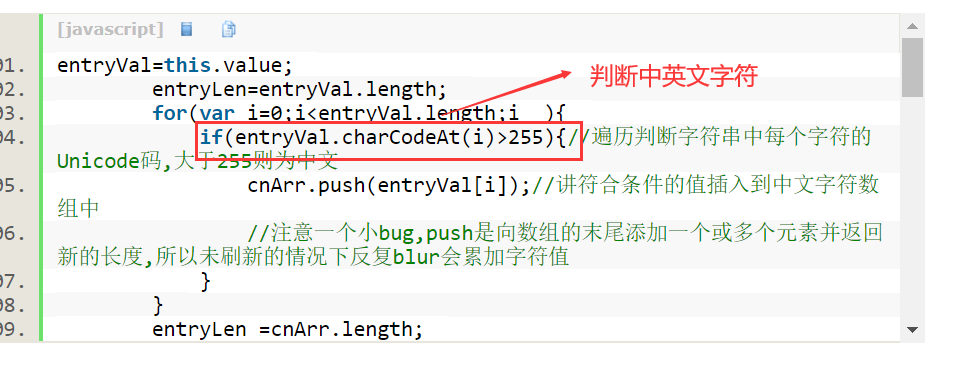 [javascript]
01. entryVal=this.value;
02. entryLen=entryVal.length;
03. for(var i=0;i<entryVal.length;i  ){
04. if(entryVal.charCodeAt(i)>255){//遍历判断字符串中每个字符的
Unicode码,大于255则为中文
05. cnArr.push(entryVal[i]);//讲符合条件的值插入到中文字符数
组中
06. //注意一个小bug,push是向数组的末尾添加一个或多个元素并返回
新的长度,所以未刷新的情况下反复blur会累加字符值
07. }
08. }
09. entryLen =cnArr.length;
判断中英文字符